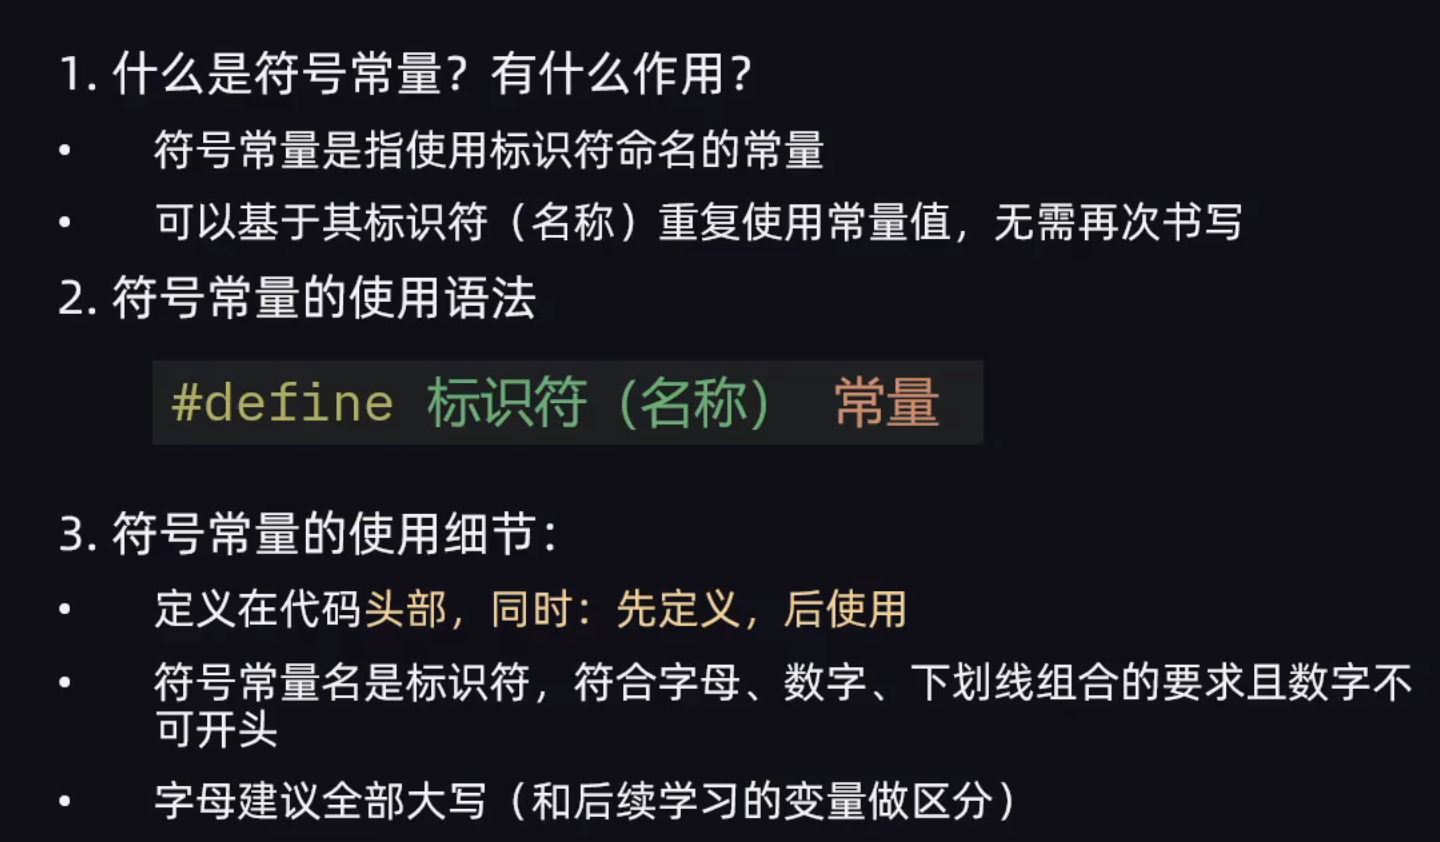 1. 什么是符号常量？有什么作用？
• 符号常量是指使用标识符命名的常量
• 可以基于其标识符（名称）重复使用常量值，无需再次书写
2. 符号常量的使用语法
#define 标识符（名称） 常量
3. 符号常量的使用细节：
• 定义在代码头部，同时：先定义，后使用
• 符号常量名是标识符，符合字母、数字、下划线组合的要求且数字不
可开头
• 字母建议全部大写（和后续学习的变量做区分）